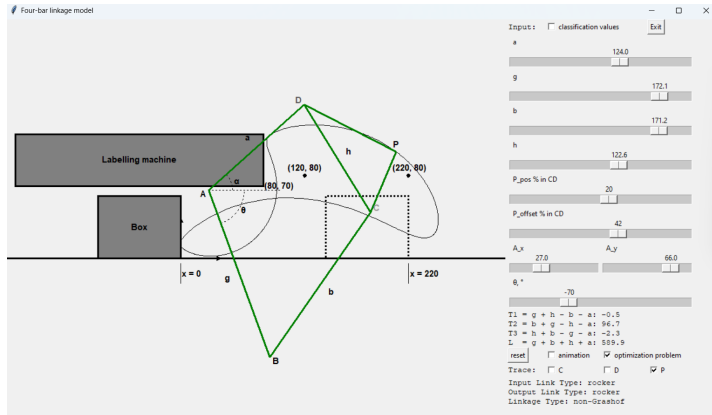 Four-bar linkage model
Input: classification values Exit
a
124.0
g
172.1
b
171.2
h
122.6
P_pos % in CD
20
P_offset % in CD
42
A_x A_y
27.0 66.0
θ, °
-70
T1 = g + h - b - a: -0.5
T2 = b + g - h - a: 96.7
T3 = h + b - g - a: -2.3
L = g + b + h + a: 589.9
reset animation optimization problem
Trace: C D P
Input Link Type: rocker
Output Link Type: rocker
Linkage Type: non-Grashof
D
a
P
h
Labelling machine
(120, 80)
(220, 80)
α
(80, 70)
A
C
θ
Box
x = 0
x = 220
g
b
B